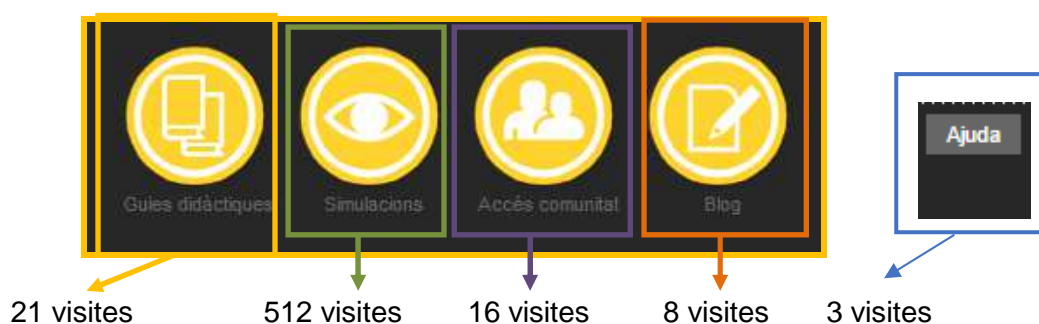 Guies didàctiques
Simulacions
Accés comunitat
Blog
Ajuda
21 visites
512 visites
16 visites
8 visites
3 visites